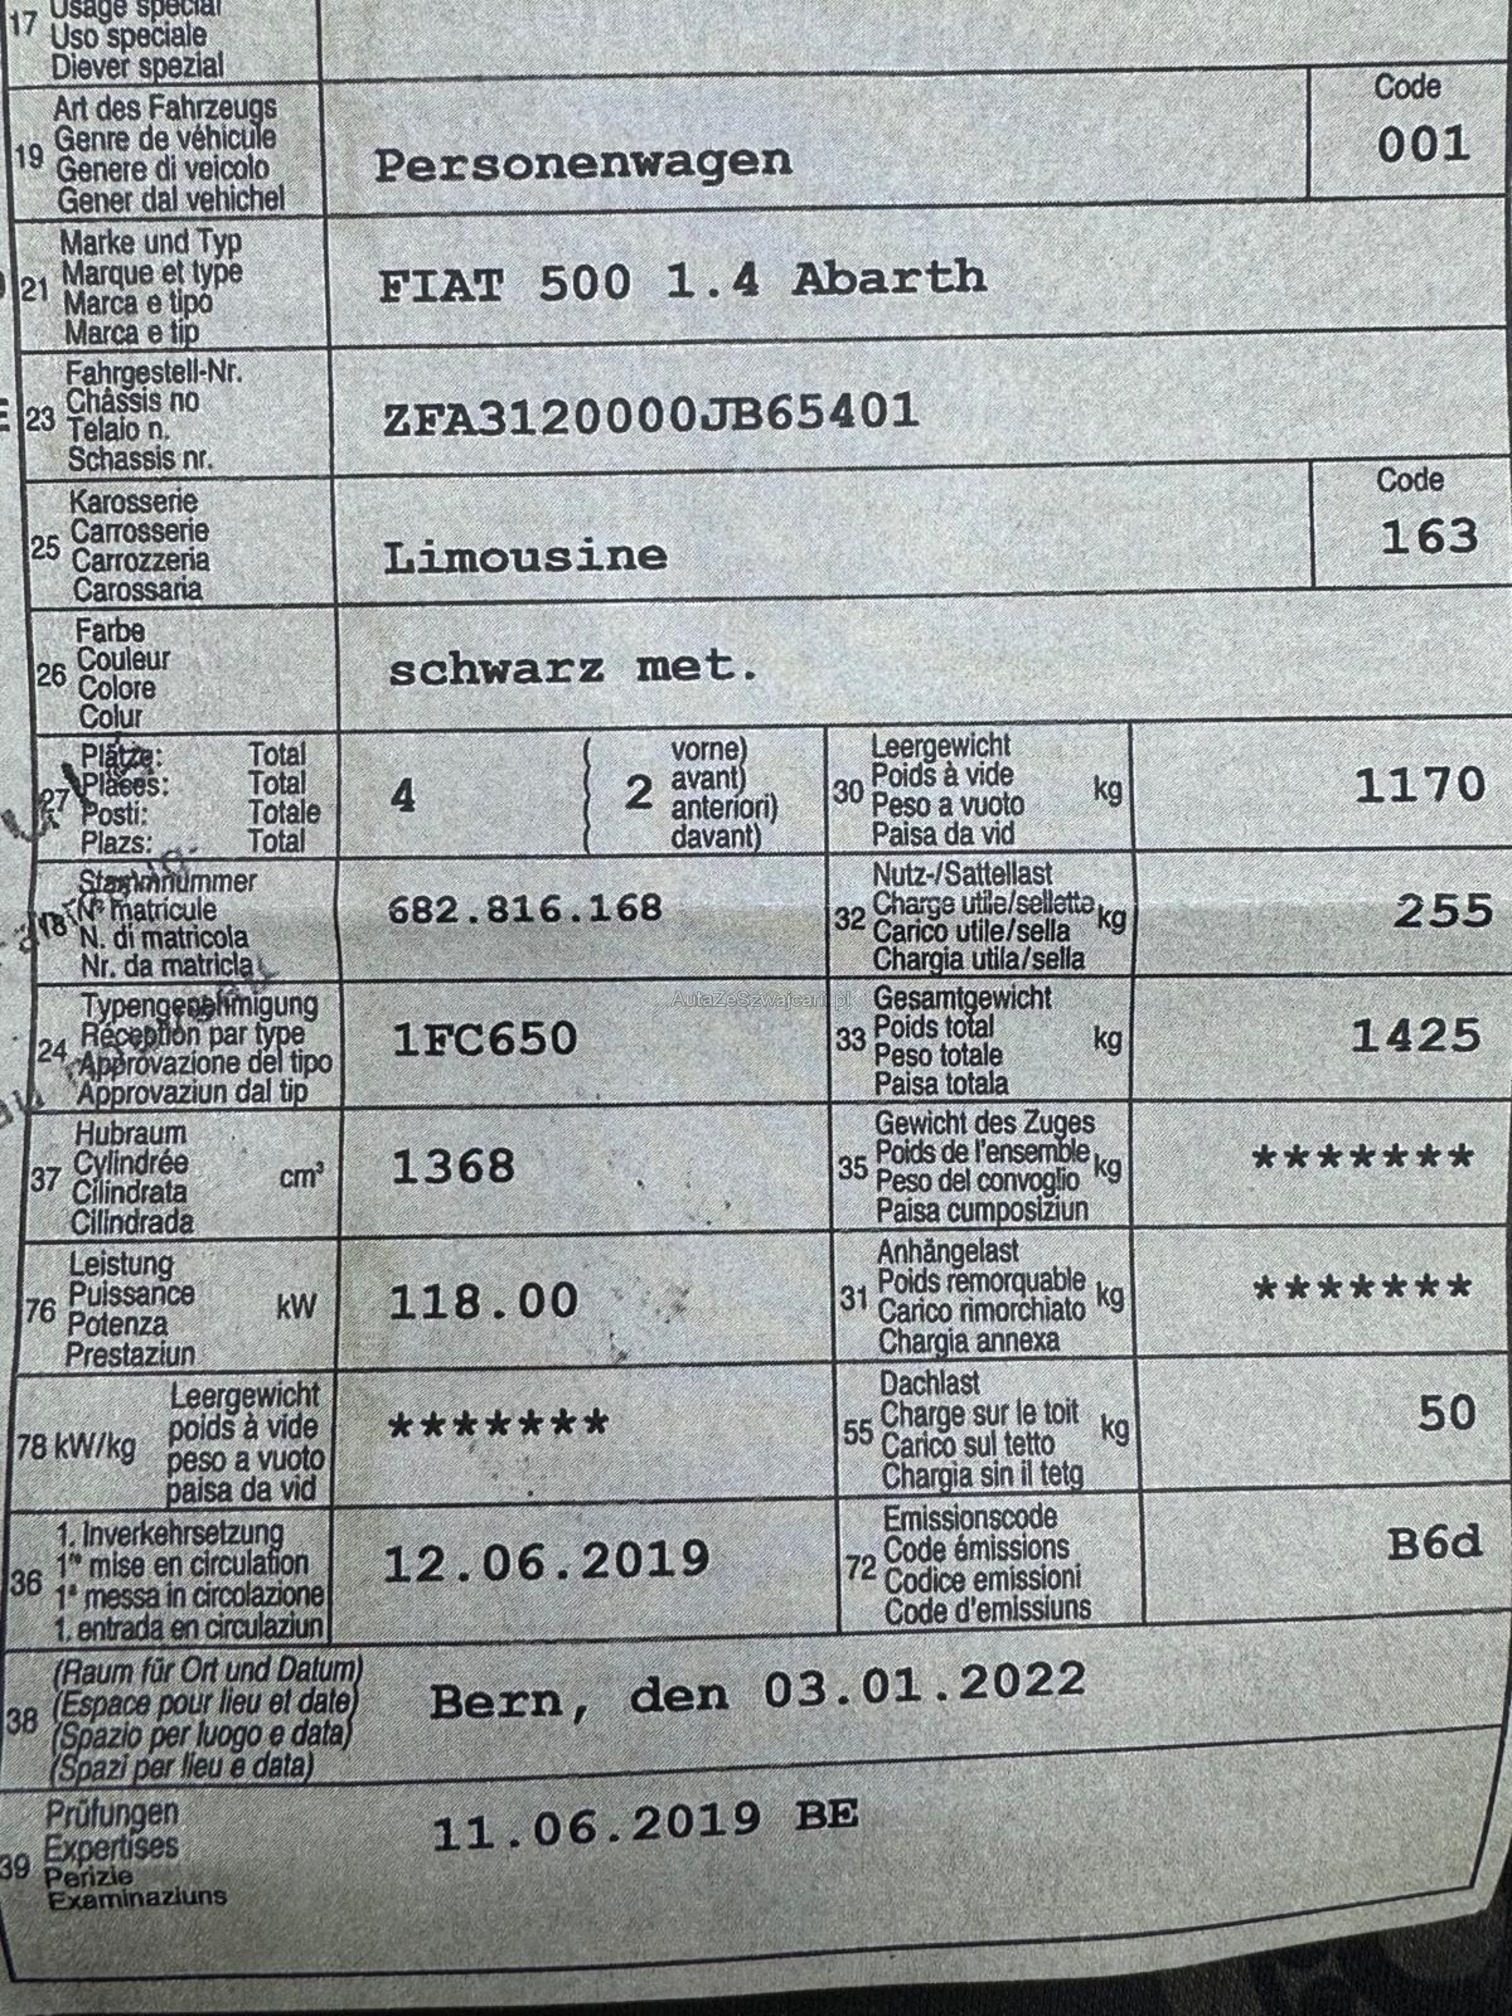 17 Usage spécial
Uso speciale
Diever spezial
19 Art des Fahrzeugs
Genre de véhicule
Genere di veicolo
Gener dal vehichel
Personenwagen
Code
001
21 Marke und Typ
Marque et type
Marca e tipo
Marca e tip
FIAT 500 1.4 Abarth
23 Fahrgestell-Nr.
Châssis no
Telaio n.
Schassis nr.
ZFA3120000JB65401
25 Karosserie
Carrosserie
Carrozzeria
Carossaria
Limousine
Code
163
26 Farbe
Couleur
Colore
Colur
schwarz met.
27 Plätze: Total
Places: Total
Posti: Totale
Plazs: Total
4
2
vorne)
avant)
anteriori)
davant)
30 Leergewicht
Poids à vide
Peso a vuoto
Paisa da vid
kg
1170
18 Stammnummer
Nº matricule
N. di matricola
Nr. da matricla
682.816.168
32 Nutz-/Sattellast
Charge utile/sellette
Carico utile/sella
Chargia utila/sella
kg
255
24 Typengenehmigung
Réception par type
Approvazione del tipo
Approvaziun dal tip
1FC650
AutaZeSzwajcarii.pl
33 Gesamtgewicht
Poids total
Peso totale
Paisa totala
kg
1425
37 Hubraum
Cylindrée
Cilindrata
Cilindrada
cm³
1368
35 Gewicht des Zuges
Poids de l'ensemble
Peso del convoglio
Paisa cumposiziun
kg
*******
76 Leistung
Puissance
Potenza
Prestaziun
kW
118.00
31 Anhängelast
Poids remorquable
Carico rimorchiato
Chargia annexa
kg
*******
78 kW/kg
Leergewicht
poids à vide
peso a vuoto
paisa da vid
*******
55 Dachlast
Charge sur le toit
Carico sul tetto
Chargia sin il tetg
kg
50
36 1. Inverkehrsetzung
1re mise en circulation
1ª messa in circolazione
1. entrada en circulaziun
12.06.2019
72 Emissionscode
Code émissions
Codice emissioni
Code d'emissiuns
B6d
38 (Raum für Ort und Datum)
(Espace pour lieu et date)
(Spazio per luogo e data)
(Spazi per lieu e data)
Bern, den 03.01.2022
39 Prüfungen
Expertises
Perizie
Examinaziuns
11.06.2019 BE